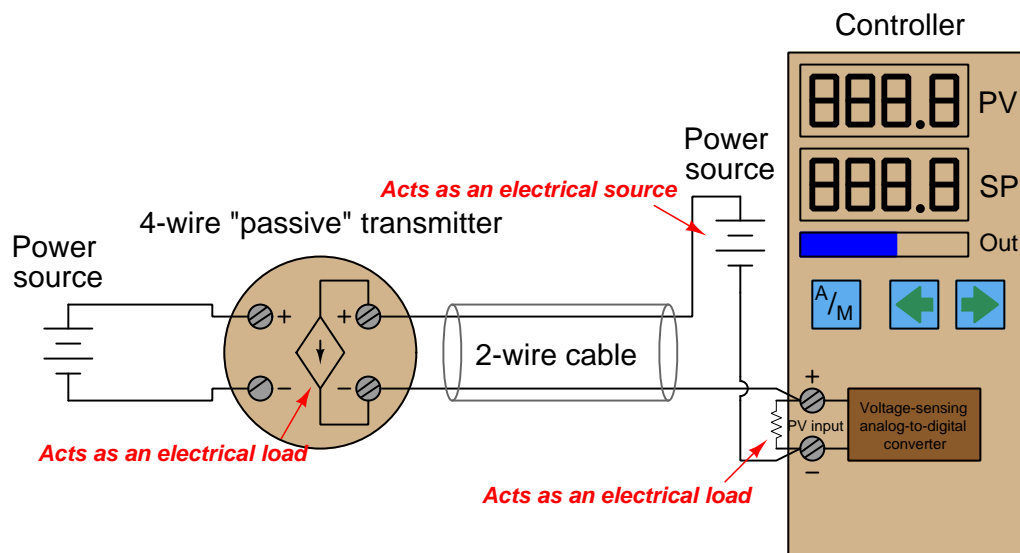 Controller
888.8
PV
888.8
SP
Out
A/M
Power
source
Acts as an electrical source
4-wire "passive" transmitter
Power
source
+
-
+
-
2-wire cable
Acts as an electrical load
+
PV input
-
Voltage-sensing
analog-to-digital
converter
Acts as an electrical load